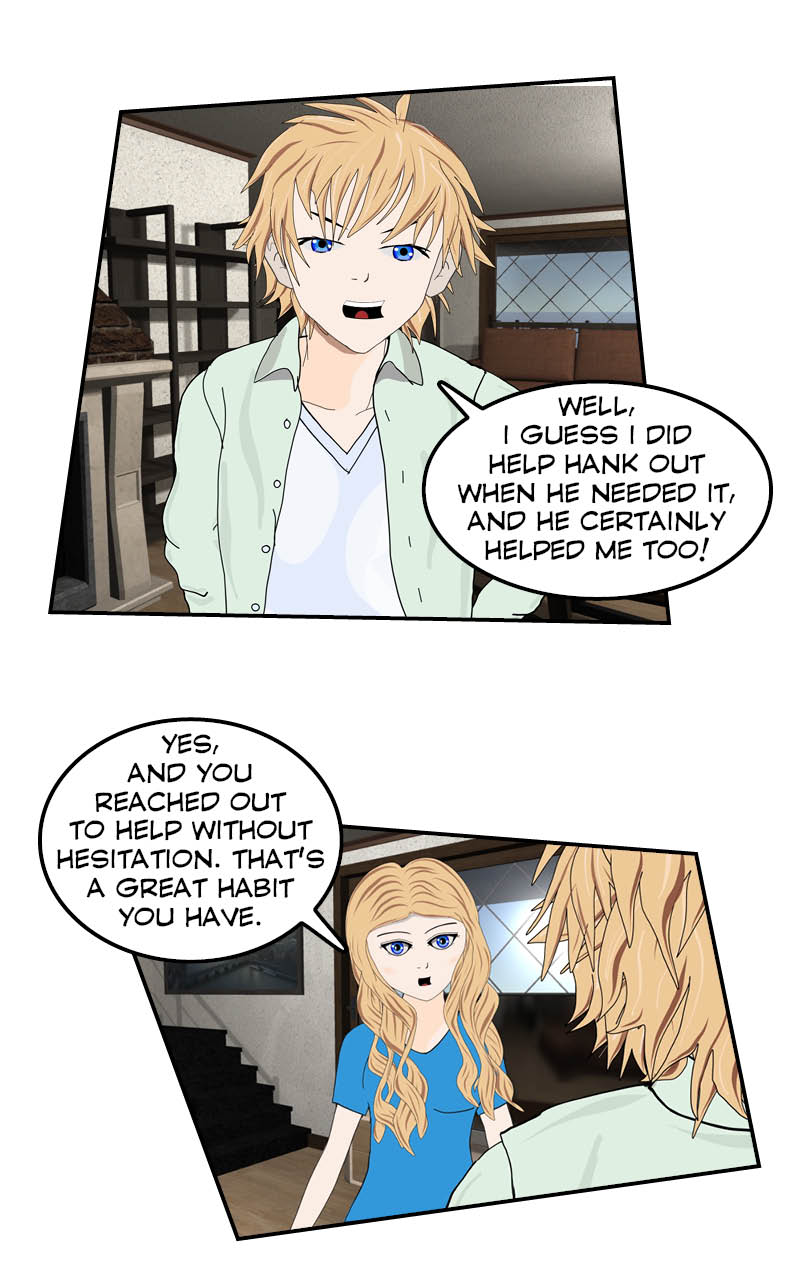 WELL,
I GUESS I DID
HELP HANK OUT
WHEN HE NEEDED IT,
AND HE CERTAINLY
HELPED ME TOO!
YES,
AND YOU
REACHED OUT
TO HELP WITHOUT
HESITATION. THAT'S
A GREAT HABIT
YOU HAVE.